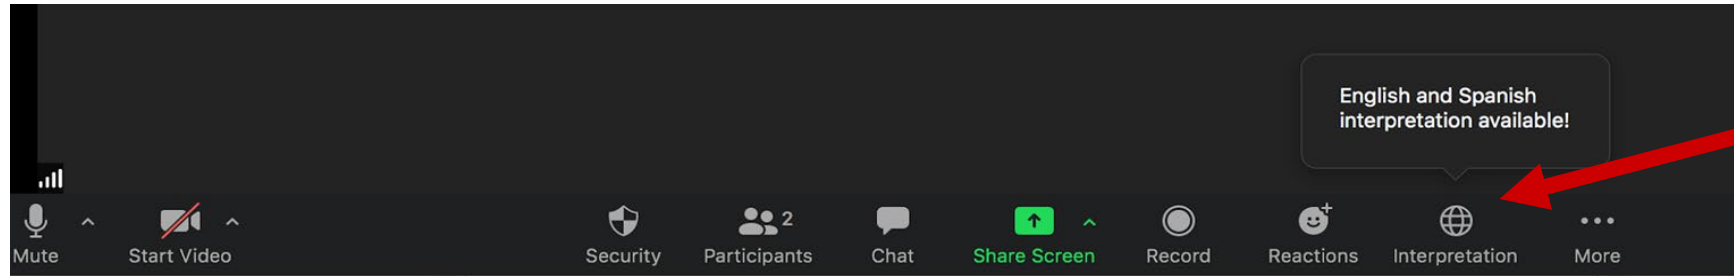 English and Spanish
interpretation available!
2
Mute
Start Video
Security
Participants
Chat
Share Screen
Record
Reactions
Interpretation
More